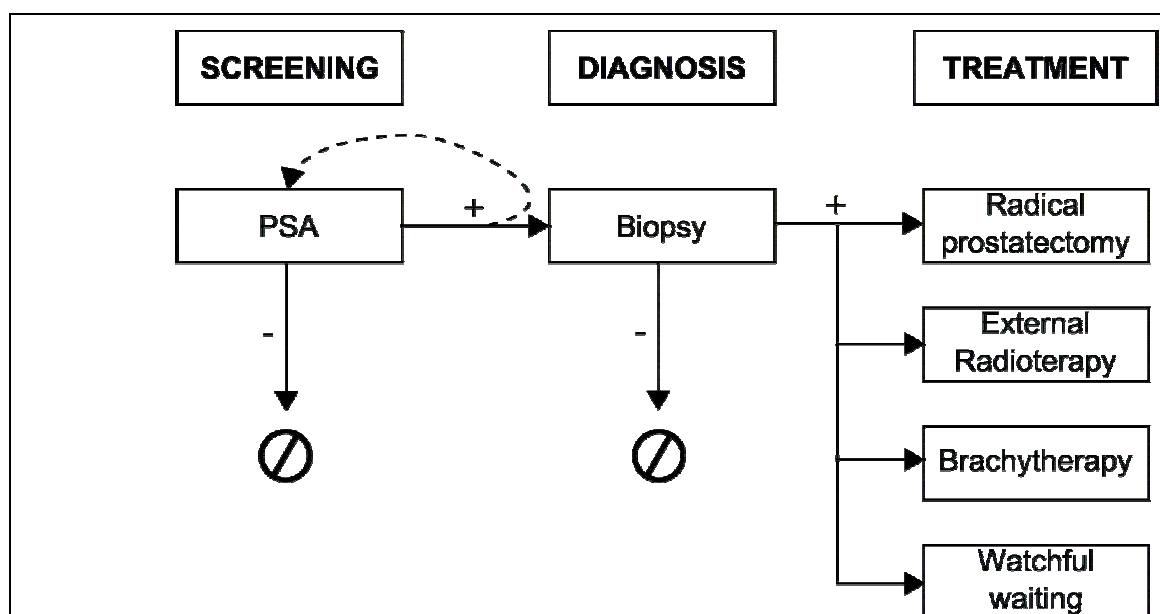 SCREENING
DIAGNOSIS
TREATMENT
PSA
+
Biopsy
+
Radical
prostatectomy
-
-
External
Radioterapy
Brachytherapy
Watchful
waiting